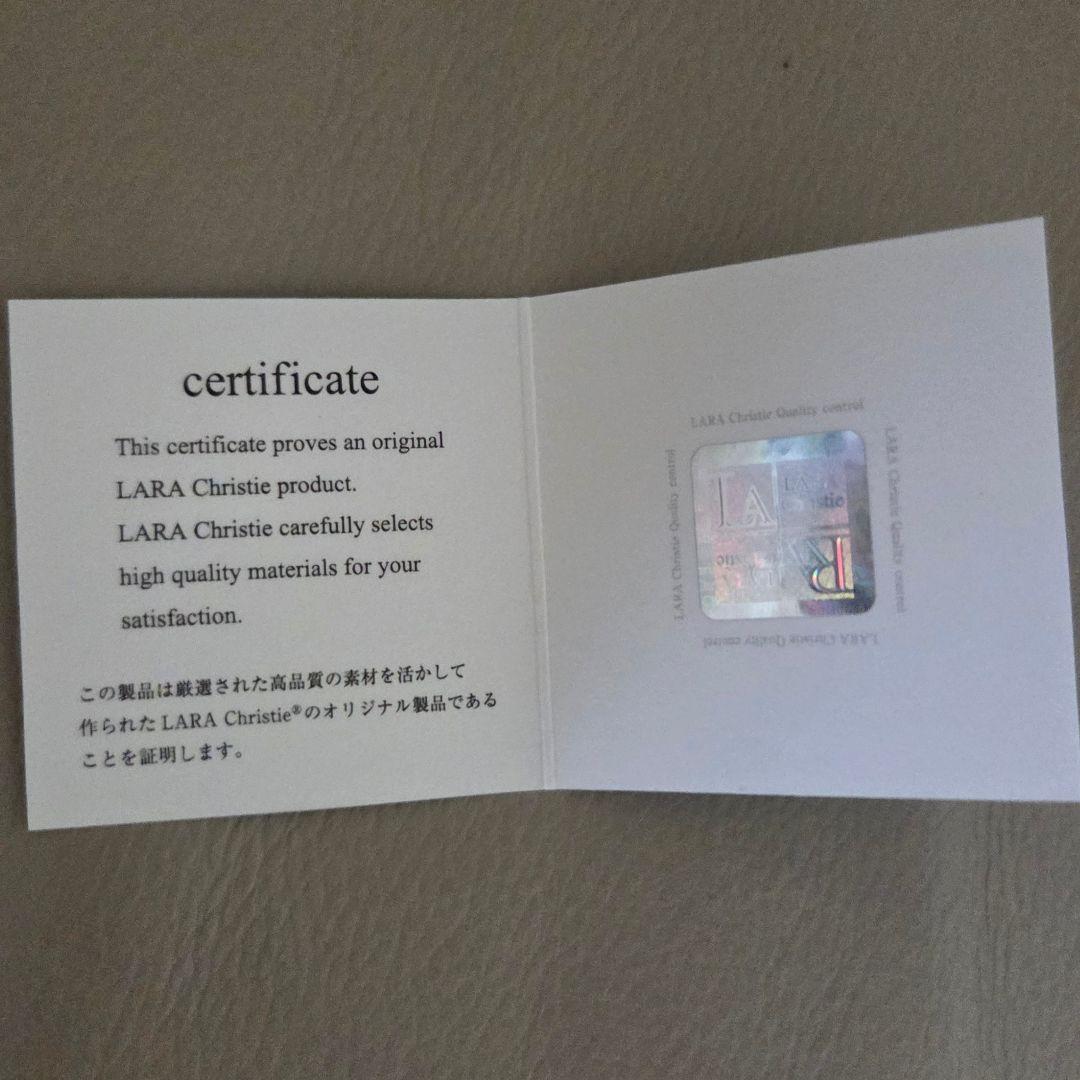 certificate
This certificate proves an original
LARA Christie product.
LARA Christie carefully selects
high quality materials for your
satisfaction.
この製品は厳選された高品質の素材を活かして
作られたLARA Christie®のオリジナル製品である
ことを証明します。
LARA Christie Quality control
LARA Christie Quality control
LARA
Christie
LARA Christie Quality control
LARA Christie Quality control